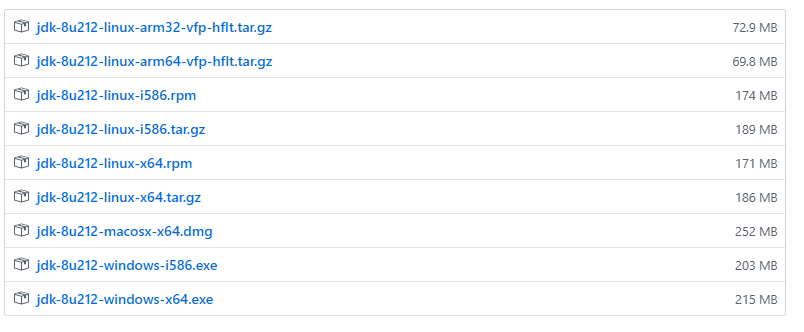 jdk-8u212-linux-arm32-vfp-hflt.tar.gz 72.9 MB
jdk-8u212-linux-arm64-vfp-hflt.tar.gz 69.8 MB
jdk-8u212-linux-i586.rpm 174 MB
jdk-8u212-linux-i586.tar.gz 189 MB
jdk-8u212-linux-x64.rpm 171 MB
jdk-8u212-linux-x64.tar.gz 186 MB
jdk-8u212-macosx-x64.dmg 252 MB
jdk-8u212-windows-i586.exe 203 MB
jdk-8u212-windows-x64.exe 215 MB